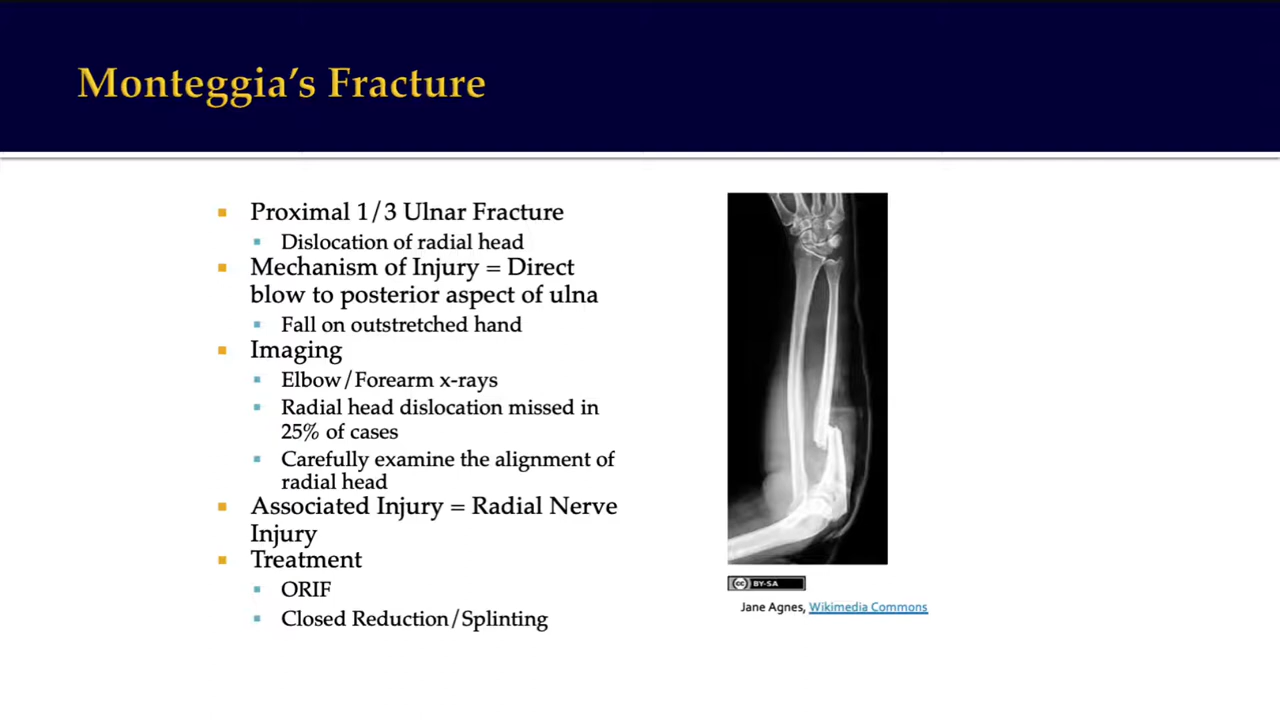 Monteggia's Fracture
Proximal 1/3 Ulnar Fracture
Dislocation of radial head
Mechanism of Injury = Direct
blow to posterior aspect of ulna
Fall on outstretched hand
Imaging
Elbow/Forearm x-rays
Radial head dislocation missed in
25% of cases
Carefully examine the alignment of
radial head
Associated Injury = Radial Nerve
Injury
Treatment
ORIF
Closed Reduction/Splinting
CC BY-SA
Jane Agnes, Wikimedia Commons